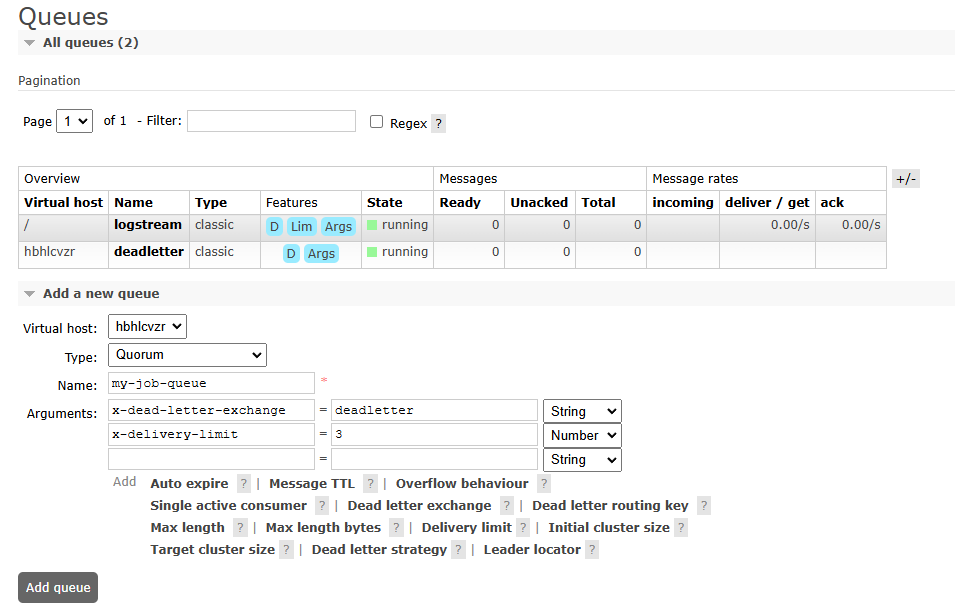 Queues
All queues (2)
Pagination
Page 1 of 1 - Filter: Regex ?
Overview Messages Message rates +/-
Virtual host Name Type Features State Ready Unacked Total incoming deliver / get ack
/ logstream classic D Lim Args running 0 0 0 0.00/s 0.00/s
hbhlcvzr deadletter classic D Args running 0 0 0
Add a new queue
Virtual host: hbhlcvzr
Type: Quorum
Name: my-job-queue *
Arguments: x-dead-letter-exchange = deadletter String
x-delivery-limit = 3 Number
= String
Add Auto expire ? | Message TTL ? | Overflow behaviour ?
Single active consumer ? | Dead letter exchange ? | Dead letter routing key ?
Max length ? | Max length bytes ? | Delivery limit ? | Initial cluster size ?
Target cluster size ? | Dead letter strategy ? | Leader locator ?
Add queue